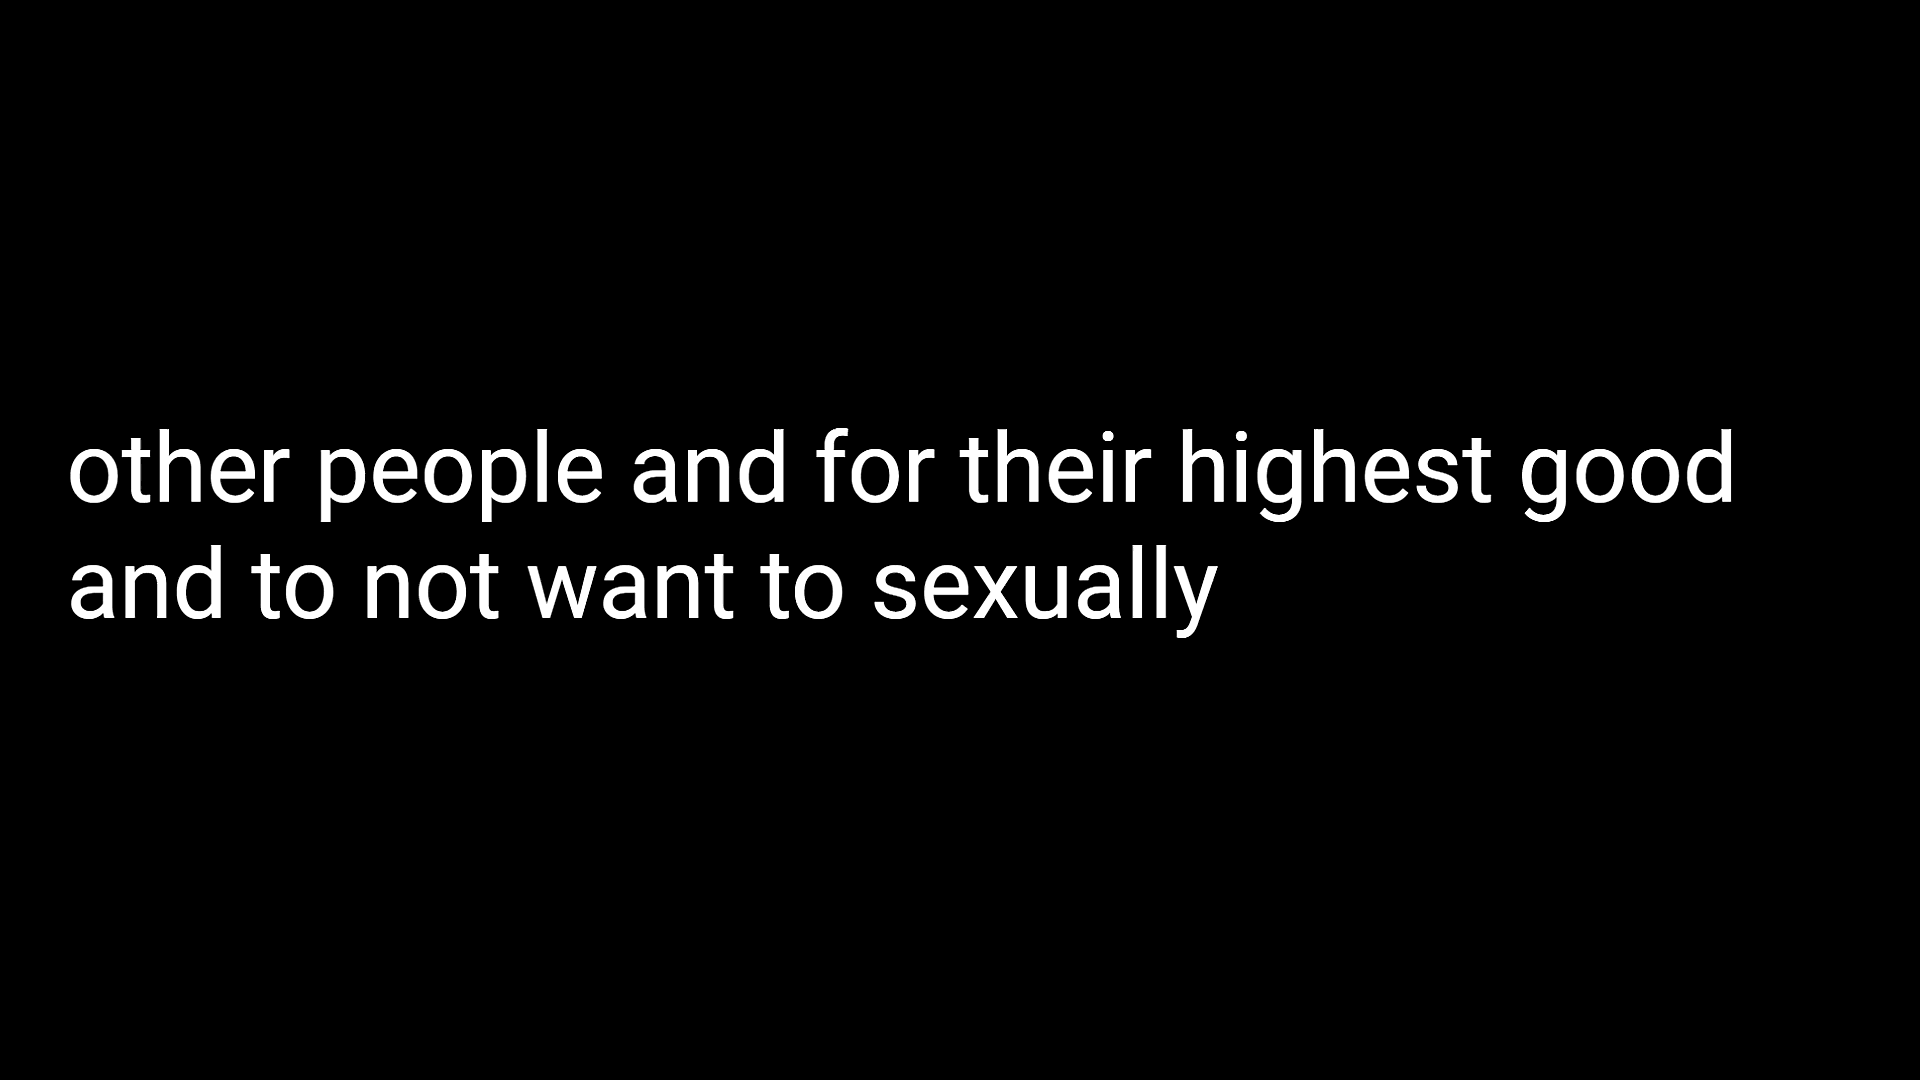 other people and for their highest good
and to not want to sexually